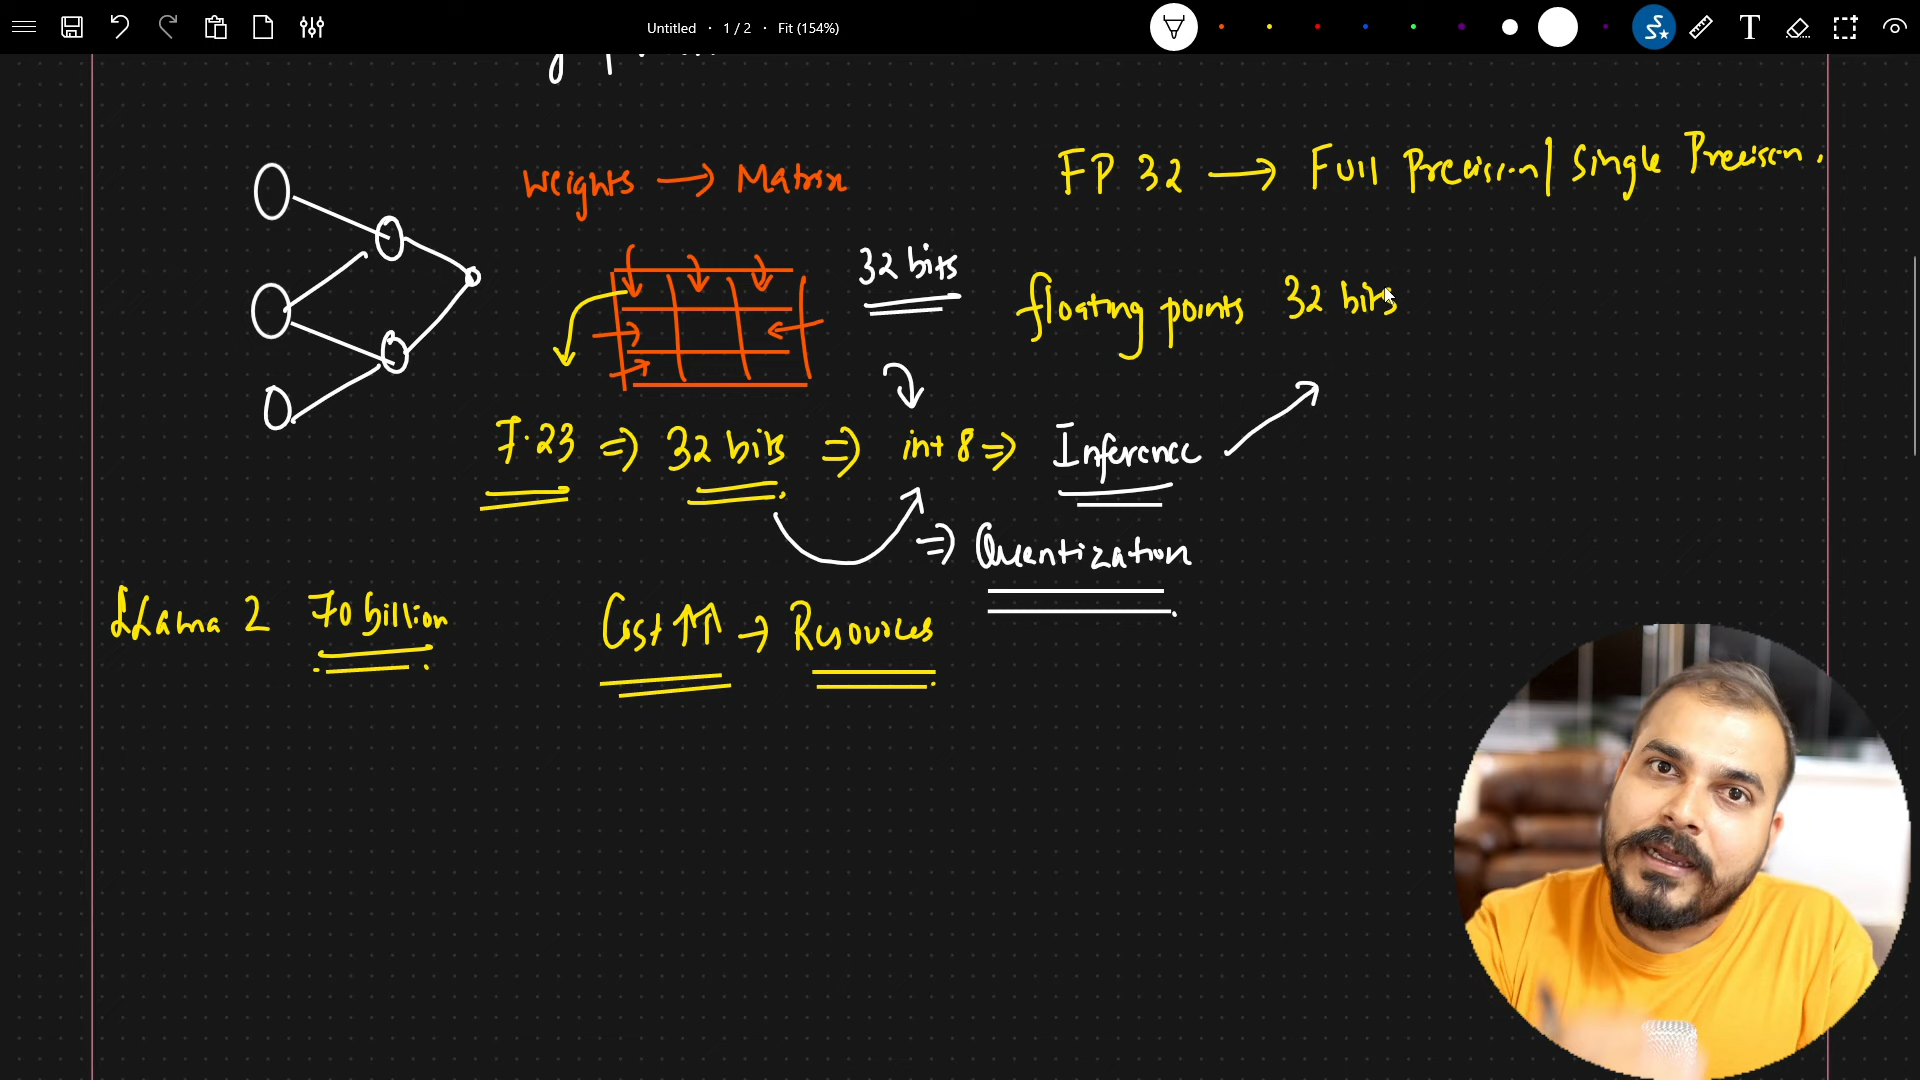 Untitled · 1 / 2 · Fit (154%)
T
FP 32 → Full Precision / Single Precision.
Weights → Matrix
32 bits
floating points 32 bits
7.23 ⇒ 32 bits ⇒ int 8 ⇒ Inference
⇒ Quantization
LLama 2 70 billion
Cost ↑↑ → Resources